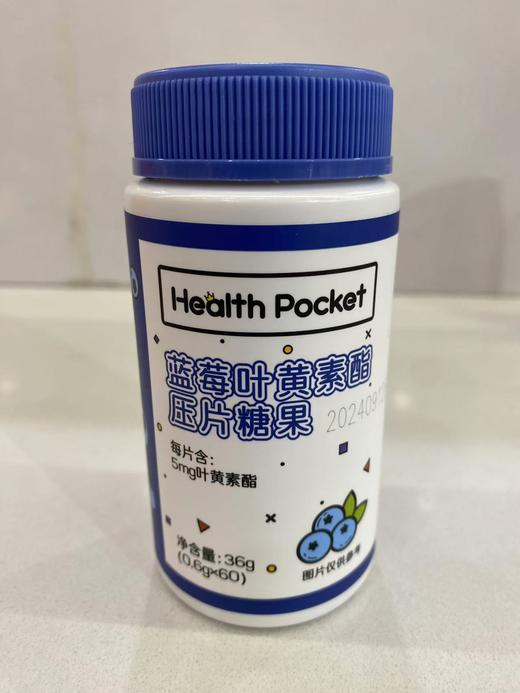 Health Pocket
蓝莓叶黄素酯
压片糖果
每片含：
5mg叶黄素酯
净含量：36g
(0.6g×60)
图片仅供参考